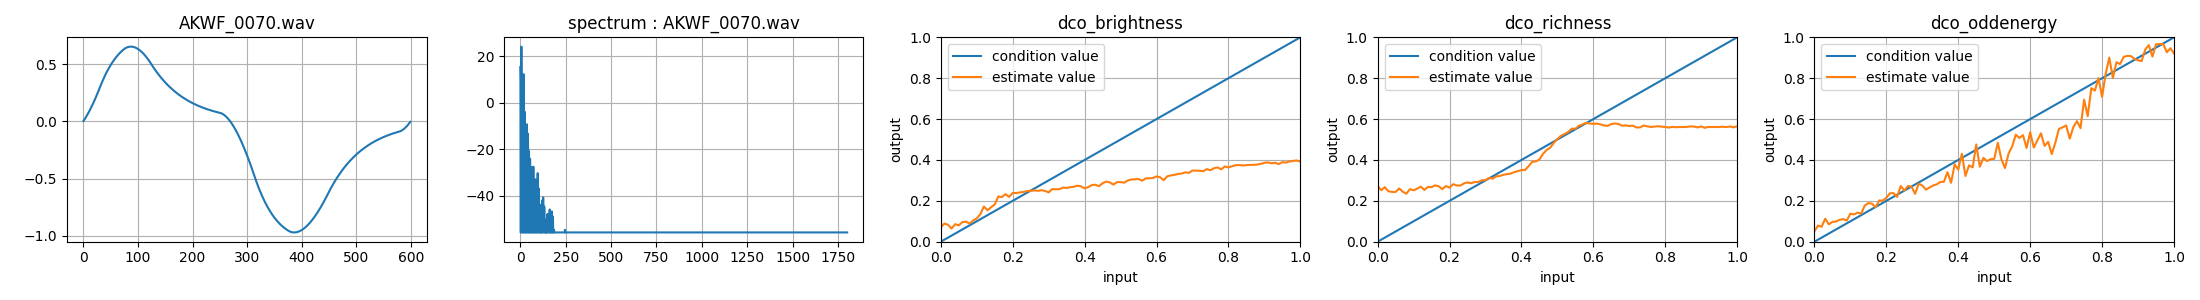 AKWF_0070.wav
0.5
0.0
−0.5
−1.0
0 100 200 300 400 500 600
spectrum : AKWF_0070.wav
20
0
−20
−40
0 250 500 750 1000 1250 1500 1750
dco_brightness
condition value
estimate value
output
1.0
0.8
0.6
0.4
0.2
0.0
0.0 0.2 0.4 0.6 0.8 1.0
input
dco_richness
condition value
estimate value
output
1.0
0.8
0.6
0.4
0.2
0.0
0.0 0.2 0.4 0.6 0.8 1.0
input
dco_oddenergy
condition value
estimate value
output
1.0
0.8
0.6
0.4
0.2
0.0
0.0 0.2 0.4 0.6 0.8 1.0
input